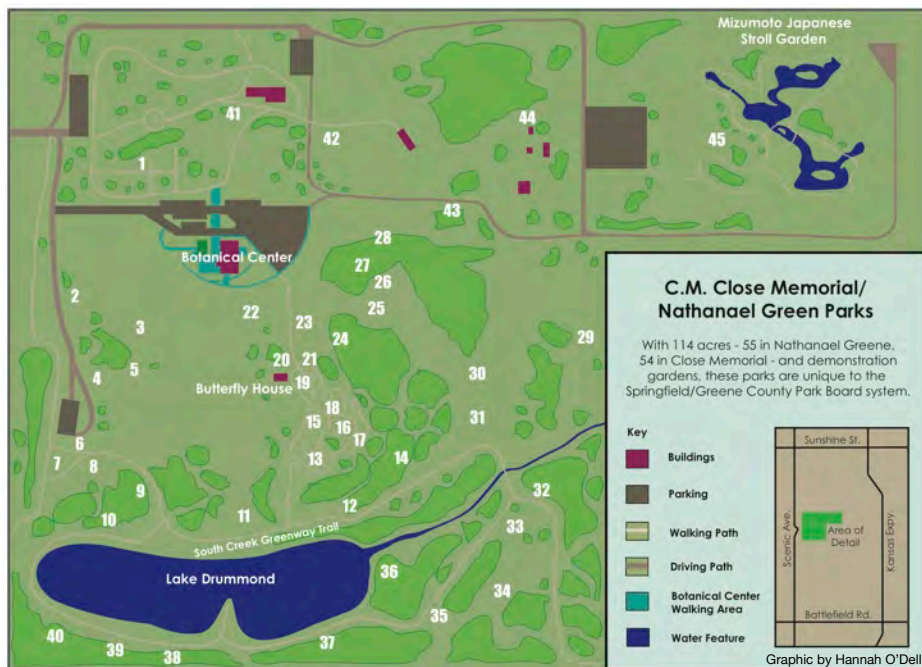 Mizumoto Japanese
Stroll Garden
41
42
44
45
1
43
Botanical Center
28
27
26
25
2
22
23
3
24
29
20
21
4
5
30
Butterfly House
19
18
31
15
16
17
6
7
8
13
14
9
10
11
12
32
33
South Creek Greenway Trail
Lake Drummond
36
34
35
40
39
38
37
C.M. Close Memorial/
Nathanael Green Parks
With 114 acres - 55 in Nathanael Greene,
54 in Close Memorial - and demonstration
gardens, these parks are unique to the
Springfield/Greene County Park Board system.
Key
Buildings
Parking
Walking Path
Driving Path
Botanical Center
Walking Area
Water Feature
Sunshine St.
Scenic Ave.
Kansas Expy.
Area of
Detail
Battlefield Rd.
Graphic by Hannah O'Dell